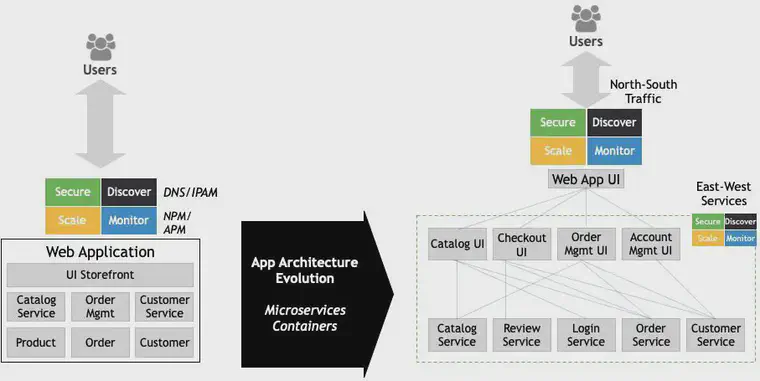 Users
Secure Discover DNS/IPAM
Scale Monitor NPM/
APM
Web Application
UI Storefront
Catalog
Service
Order
Mgmt
Customer
Service
Product
Order
Customer
App Architecture
Evolution
Microservices
Containers
Users
North-South
Traffic
Secure Discover
Scale Monitor
Web App UI
East-West
Services
Secure Discover
Scale Monitor
Catalog UI
Checkout
UI
Order
Mgmt UI
Account
Mgmt UI
Catalog
Service
Review
Service
Login
Service
Order
Service
Customer
Service